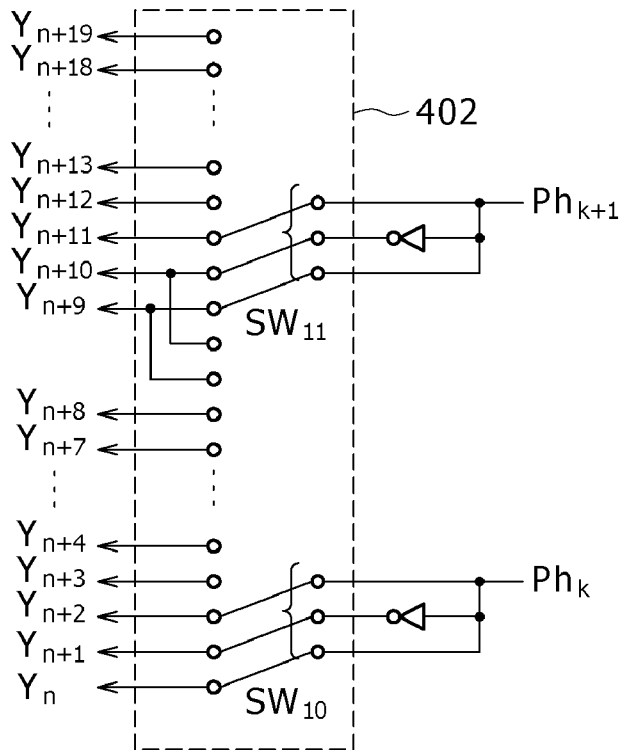 Yn+19
Yn+18
402
Yn+13
Yn+12
Phk+1
Yn+11
Yn+10
Yn+9
SW11
Yn+8
Yn+7
Yn+4
Yn+3
Phk
Yn+2
Yn+1
Yn
SW10